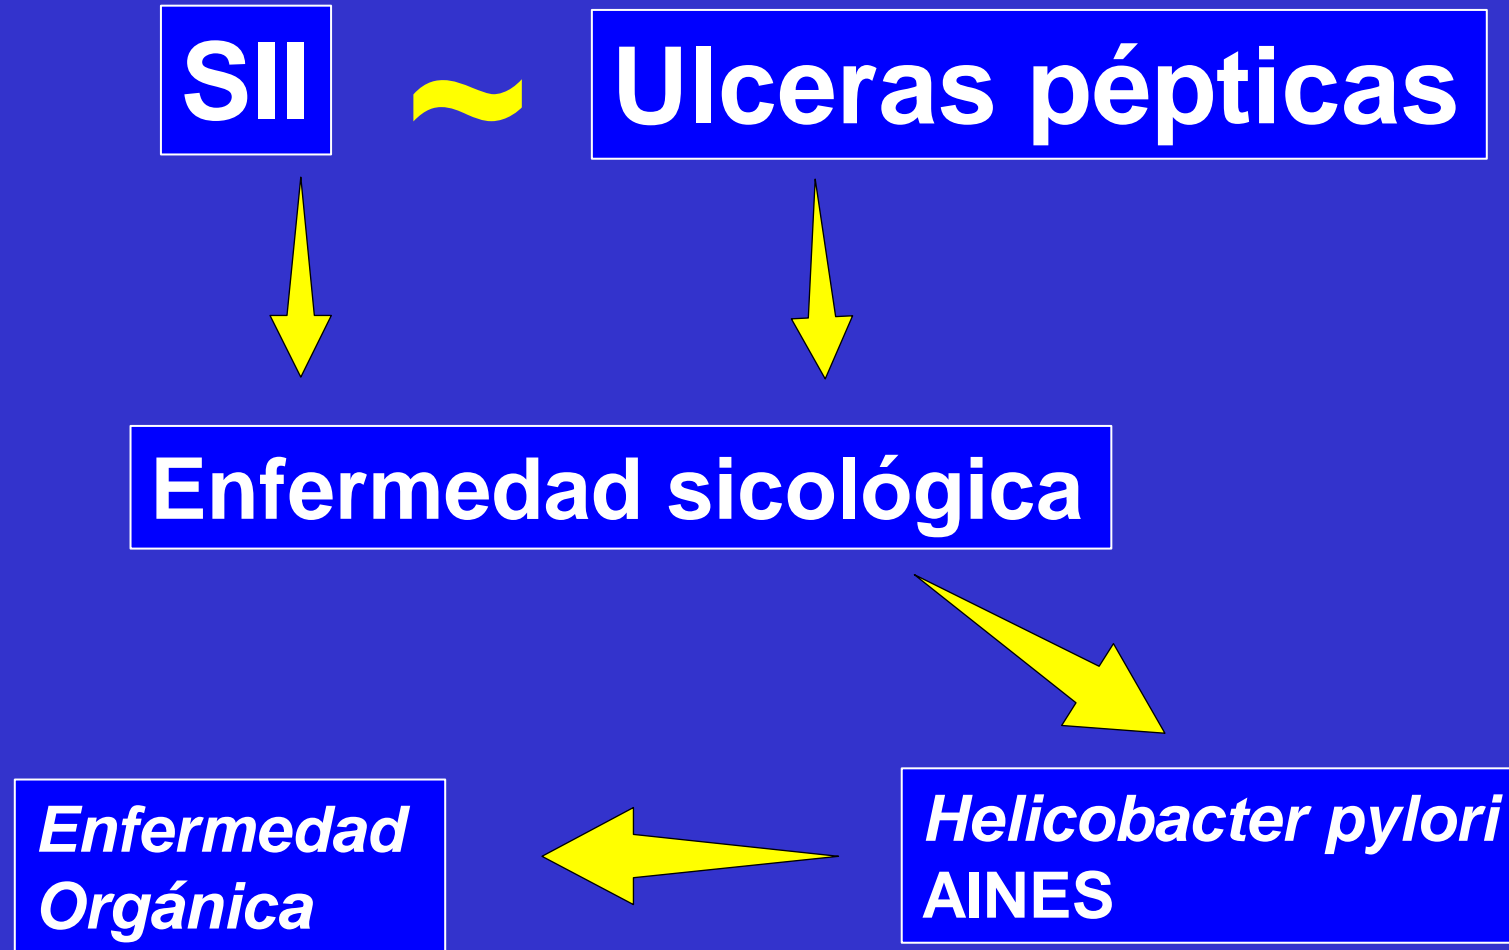 SII
~
Ulceras pépticas
Enfermedad sicológica
Enfermedad
Orgánica
Helicobacter pylori
AINES